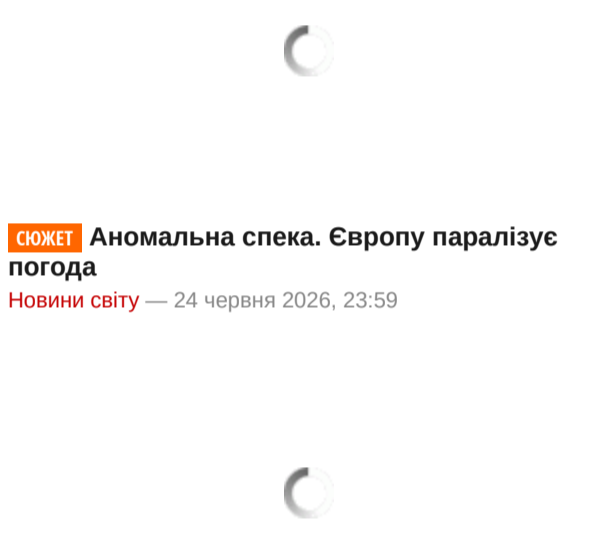 СЮЖЕТ Аномальна спека. Європу паралізує
погода
Новини світу — 24 червня 2026, 23:59